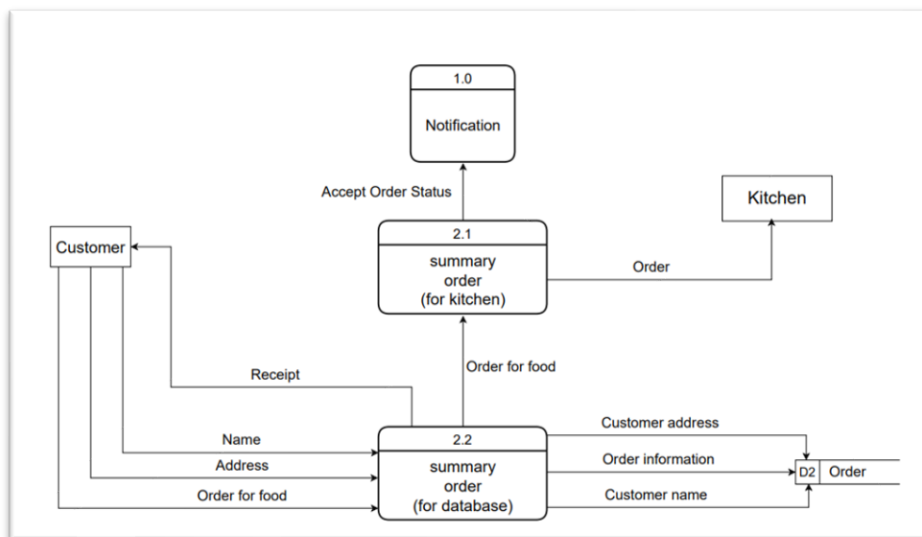 1.0
Notification
Accept Order Status
Kitchen
2.1
Customer
summary
order
(for kitchen)
Order
Order for food
Receipt
2.2
Customer address
Name
summary
order
(for database)
Order information
D2
Order
Address
Customer name
Order for food